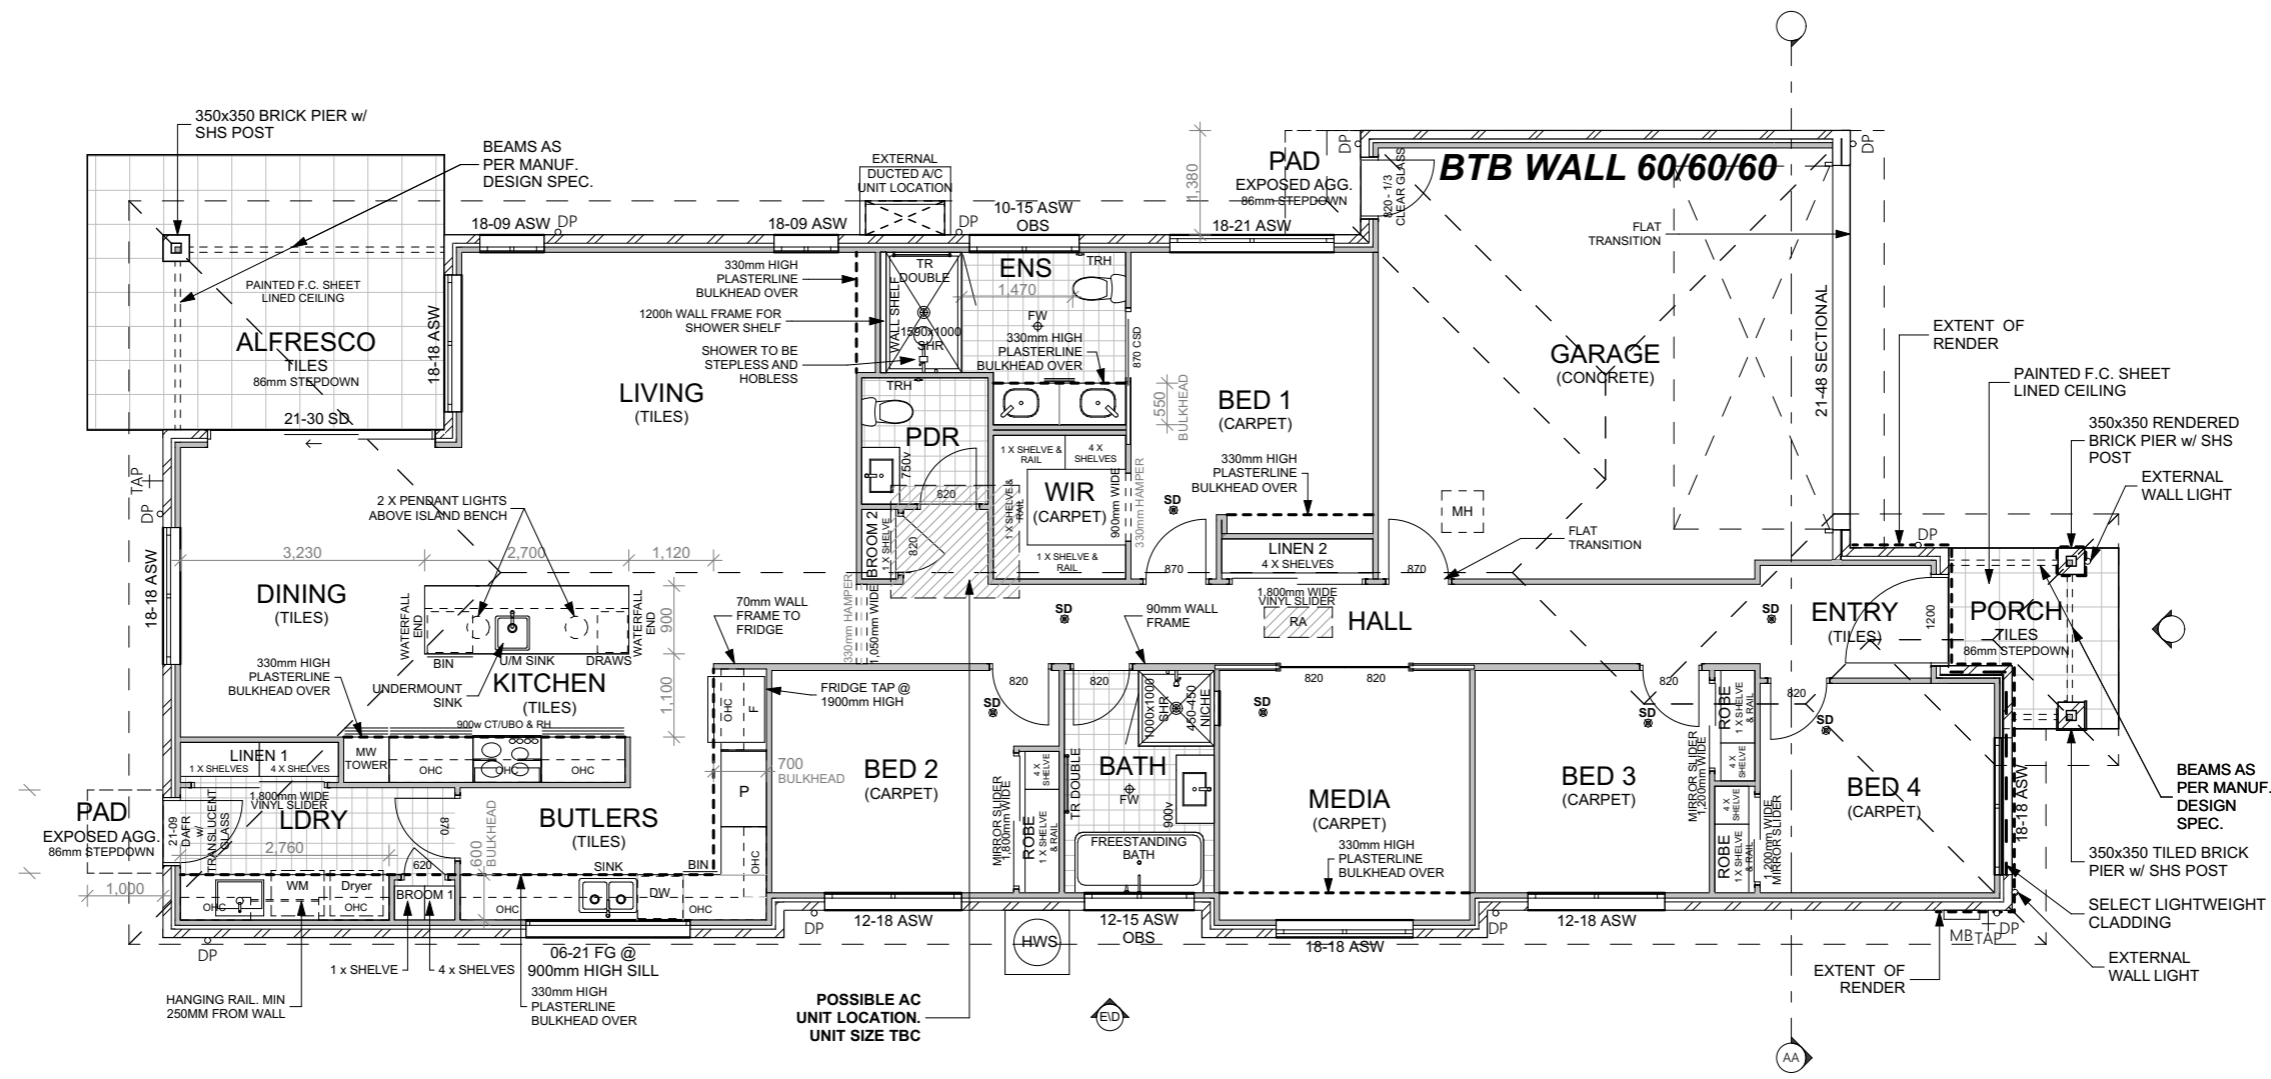 350x350 BRICK PIER w/
SHS POST
BEAMS AS
PER MANUF.
DESIGN SPEC.
EXTERNAL
DUCTED A/C
UNIT LOCATION
1,380
DP
PAD
EXPOSED AGG.
86mm STEPDOWN
820 - 1/3
CLEAR GLASS
BTB WALL 60/60/60
DP
18-09 ASW
DP
18-09 ASW
DP
10-15 ASW
OBS
18-21 ASW
FLAT
TRANSITION
PAINTED F.C. SHEET
LINED CEILING
ALFRESCO
TILES
86mm STEPDOWN
18-18 ASW
21-30 SD
330mm HIGH
PLASTERLINE
BULKHEAD OVER
1200h WALL FRAME FOR
SHOWER SHELF
SHOWER TO BE
STEPLESS AND
HOBLESS
WALL SHELF
TR
DOUBLE
1590x1000
SHR
ENS
TRH
1,470
FW
330mm HIGH
PLASTERLINE
BULKHEAD OVER
870 CSD
550
BULKHEAD
LIVING
(TILES)
TRH
PDR
750v
820
BED 1
(CARPET)
330mm HIGH
PLASTERLINE
BULKHEAD OVER
GARAGE
(CONCRETE)
21-48 SECTIONAL
EXTENT OF
RENDER
PAINTED F.C. SHEET
LINED CEILING
350x350 RENDERED
BRICK PIER w/ SHS
POST
EXTERNAL
WALL LIGHT
TAP
DP
2 X PENDANT LIGHTS
ABOVE ISLAND BENCH
1 X SHELVE &
RAIL
4 X
SHELVES
WIR
(CARPET)
1 X SHELVE &
RAIL
1 X SHELVE &
RAIL
900mm WIDE
330mm HAMPER
SD
MH
BROOM 2
1 X SHELVE
820
LINEN 2
4 X SHELVES
870
870
FLAT
TRANSITION
DP
3,230
2,700
1,120
18-18 ASW
DINING
(TILES)
WATERFALL
END
WATERFALL
END
900
BIN
U/M SINK
DRAWS
330mm HIGH
PLASTERLINE
BULKHEAD OVER
UNDERMOUNT
SINK
KITCHEN
(TILES)
1,100
70mm WALL
FRAME TO
FRIDGE
330mm HAMPER
1,050mm WIDE
SD
90mm WALL
FRAME
1,800mm WIDE
VINYL SLIDER
RA
HALL
SD
ENTRY
(TILES)
1200
PORCH
TILES
86mm STEPDOWN
900w CT/UBO & RH
LINEN 1
1 X SHELVES
4 X SHELVES
MW
TOWER
OHC
OHC
OHC
OHC
F
FRIDGE TAP @
1900mm HIGH
700
BULKHEAD
P
OHC
SD
820
BED 2
(CARPET)
MIRROR SLIDER
1,800mm WIDE
4 X
SHELVE
ROBE
1 X SHELVE
& RAIL
820
1000x1000
SHR
450-450
NICHE
BATH
TR DOUBLE
FW
900v
FREESTANDING
BATH
SD
820
820
MEDIA
(CARPET)
330mm HIGH
PLASTERLINE
BULKHEAD OVER
820
SD
BED 3
(CARPET)
MIRROR SLIDER
1,200mm WIDE
ROBE
1 X SHELVE
& RAIL
4 X
SHELVE
4 X
SHELVE
ROBE
1 X SHELVE
& RAIL
1,200mm WIDE
MIRROR SLIDER
820
SD
BED 4
(CARPET)
18-18 ASW
BEAMS AS
PER MANUF.
DESIGN
SPEC.
350x350 TILED BRICK
PIER w/ SHS POST
SELECT LIGHTWEIGHT
CLADDING
EXTERNAL
WALL LIGHT
PAD
EXPOSED AGG.
86mm STEPDOWN
1,000
21-09
DAFR
w/
TRANSLUCENT
GLASS
1,800mm WIDE
VINYL SLIDER
LDRY
2,760
870
620
600
BULKHEAD
BUTLERS
(TILES)
SINK
BIN
WM
Dryer
OHC
OHC
BROOM 1
OHC
DW
OHC
DP
06-21 FG @
900mm HIGH SILL
DP
12-18 ASW
HWS
12-15 ASW
OBS
18-18 ASW
DP
12-18 ASW
MB
TAP
DP
EXTENT OF
RENDER
1 x SHELVE
4 x SHELVES
HANGING RAIL. MIN
250MM FROM WALL
330mm HIGH
PLASTERLINE
BULKHEAD OVER
POSSIBLE AC
UNIT LOCATION.
UNIT SIZE TBC
E\D
AA